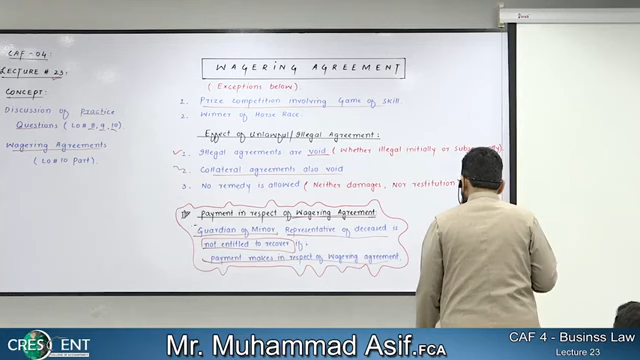 CAF - 04:
LECTURE # 23:
CONCEPT:
Discussion of Practice
Questions (LO# 8, 9, 10)
Wagering Agreements
(LO#10 Part).
WAGERING AGREEMENT
(Exceptions below):
1. Prize competition involving Game of skill.
2. Winner of Horse Race.
Effect of Unlawful/Illegal Agreement:
1. Illegal agreements are void (Whether illegal initially or subsequently).
2. Collateral agreements also void
3. No remedy is allowed (Neither damages, Nor restitution
Payment in respect of Wagering Agreement
Guardian of Minor, Representative of deceased is
not entitled to recover if.
payment makes in respect of Wagering agreement.
CRESCENT
Mr. Muhammad Asif.FCA
CAF 4 - Businss Law
Lecture 23